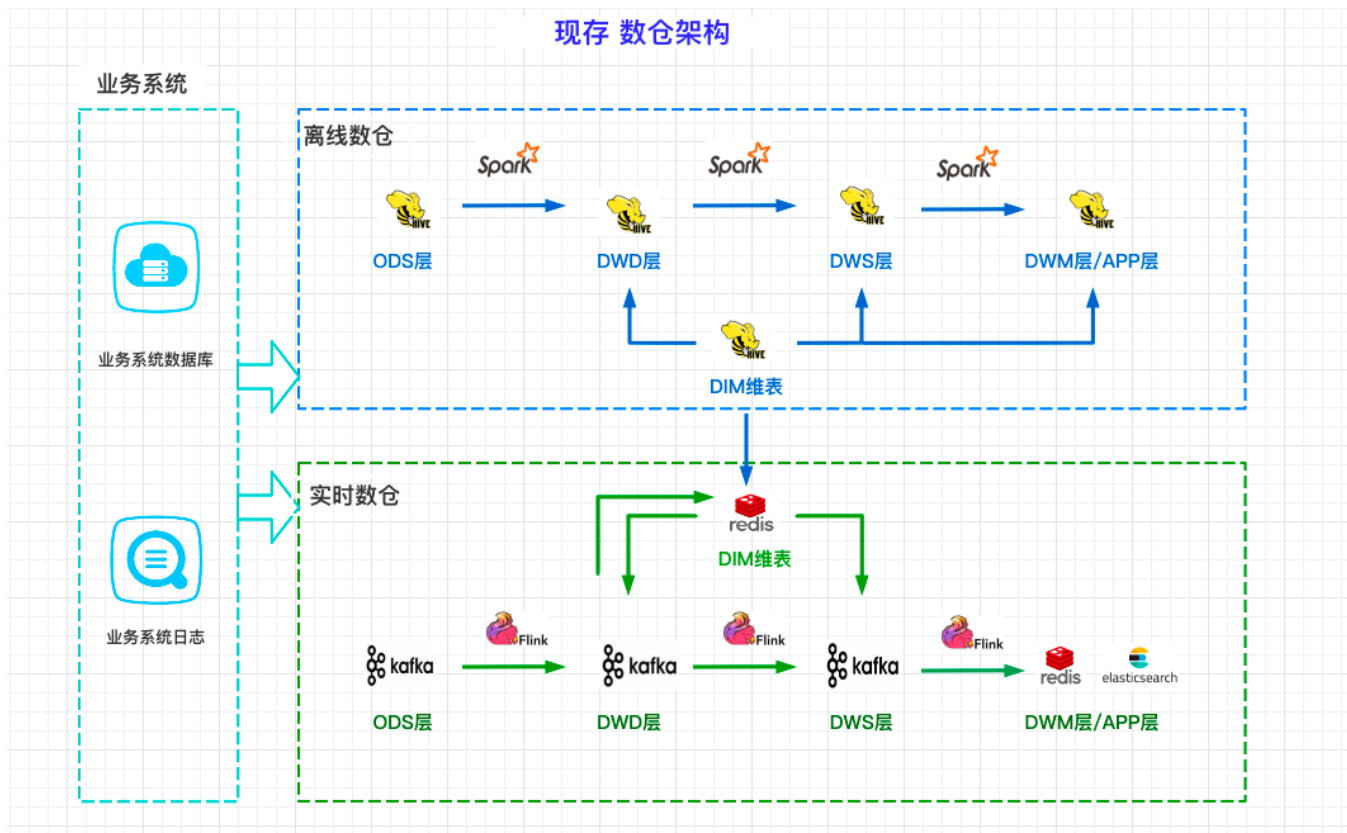 现存 数仓架构
业务系统
离线数仓
Spark
Spark
Spark
HIVE
HIVE
HIVE
HIVE
ODS层
DWD层
DWS层
DWM层/APP层
HIVE
DIM维表
业务系统数据库
实时数仓
redis
DIM维表
业务系统日志
Flink
Flink
Flink
kafka
kafka
kafka
redis
elasticsearch
ODS层
DWD层
DWS层
DWM层/APP层